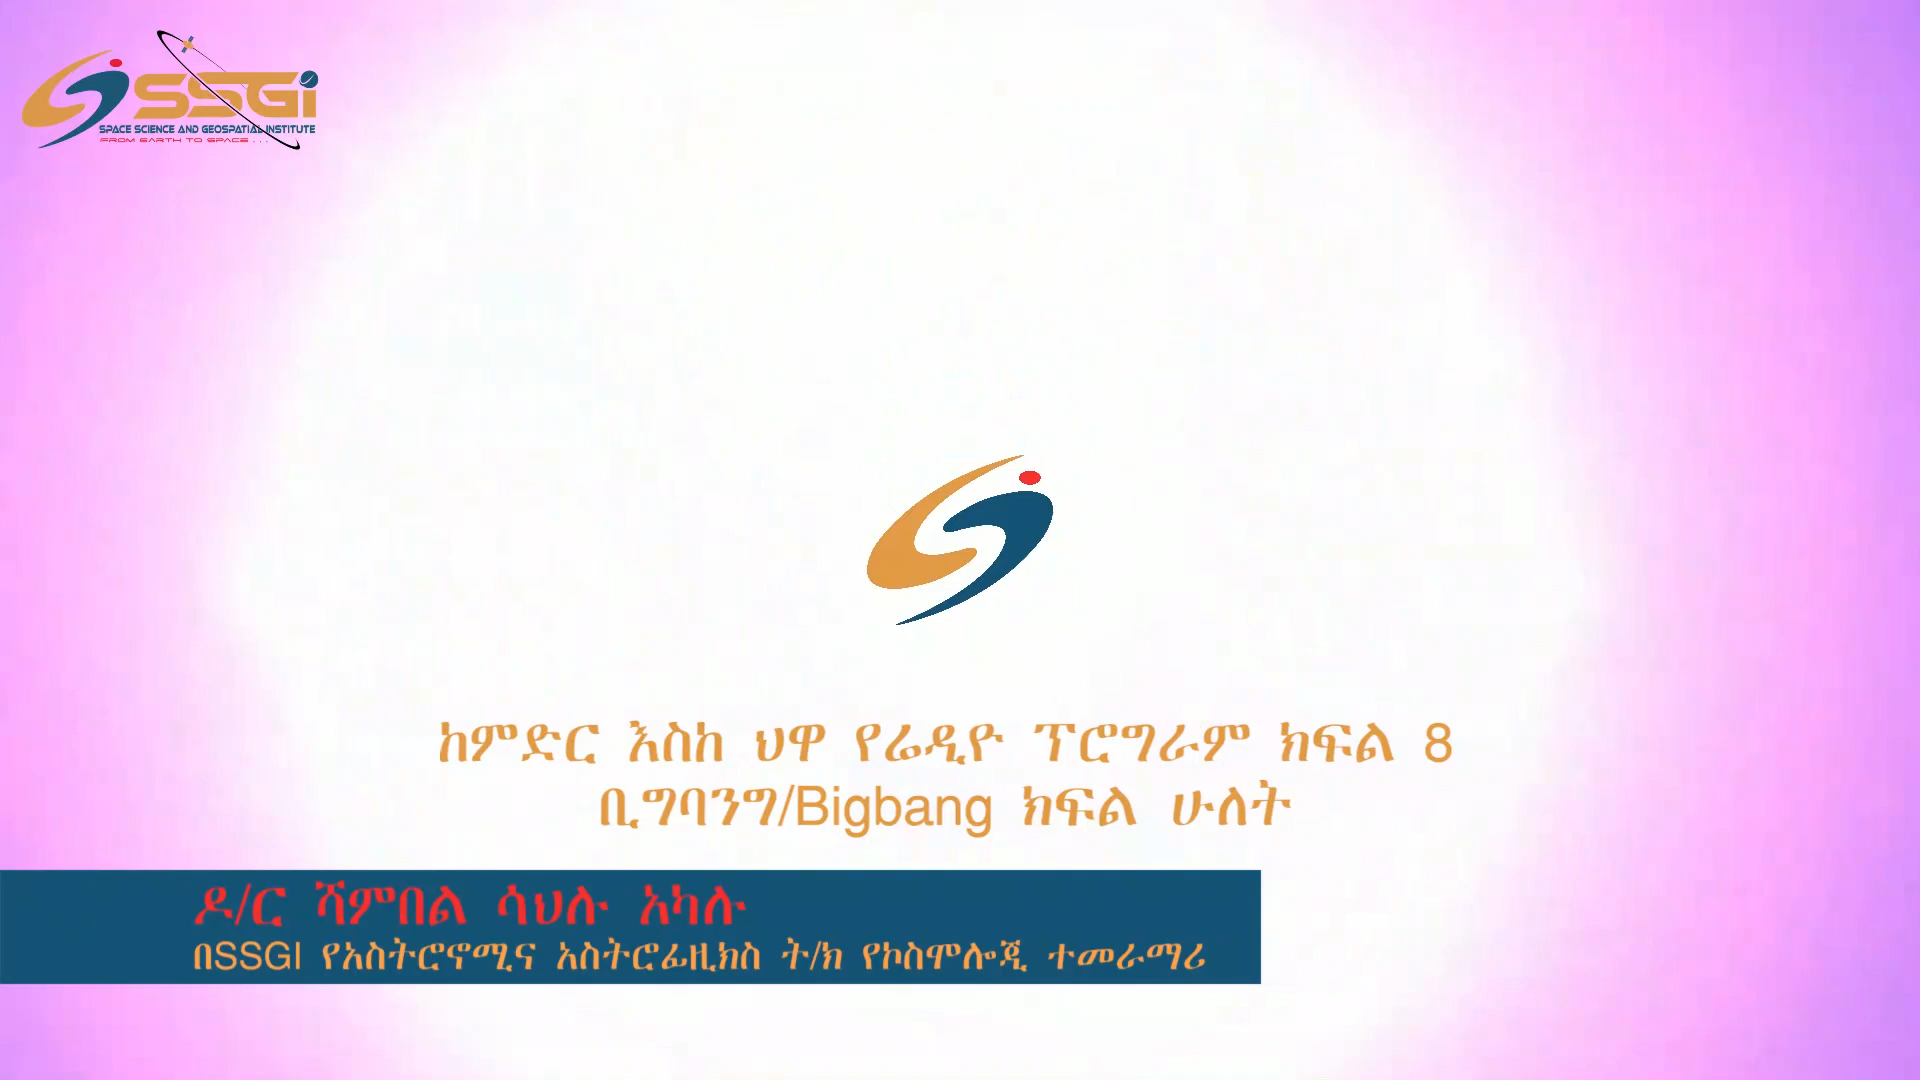 SSGi
SPACE SCIENCE AND GEOSPATIAL INSTITUTE
FROM EARTH TO SPACE ...
ከምድር እስከ ህዋ የሬዲዮ ፕሮግራም ክፍል 8
ቢግባንግ/Bigbang ክፍል ሁለት
ዶ/ር ሻምበል ሳህሉ አካሉ
በSSGI የአስትሮኖሚና አስትሮፊዚክስ ት/ክ የኮስሞሎጂ ተመራማሪ